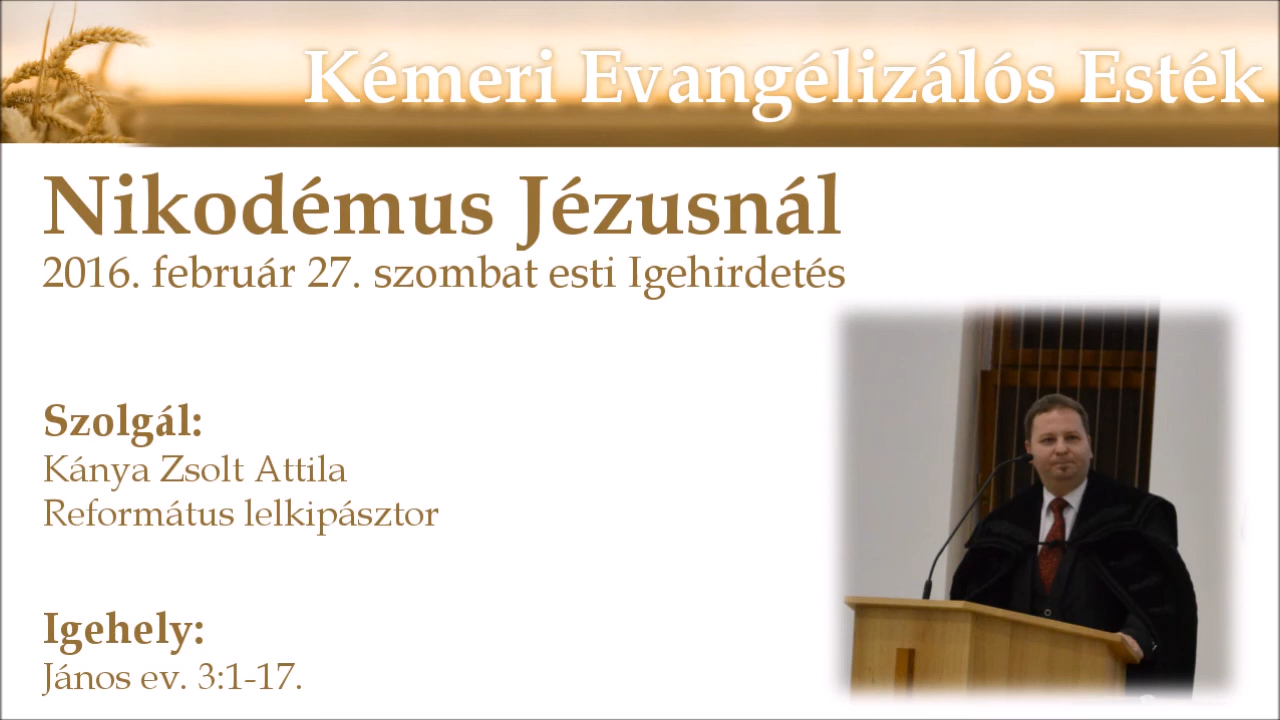 Kémeri Evangélizálós Esték
Nikodémus Jézusnál
2016. február 27. szombat esti Igehirdetés
Szolgál:
Kánya Zsolt Attila
Református lelkipásztor
Igehely:
János ev. 3:1-17.